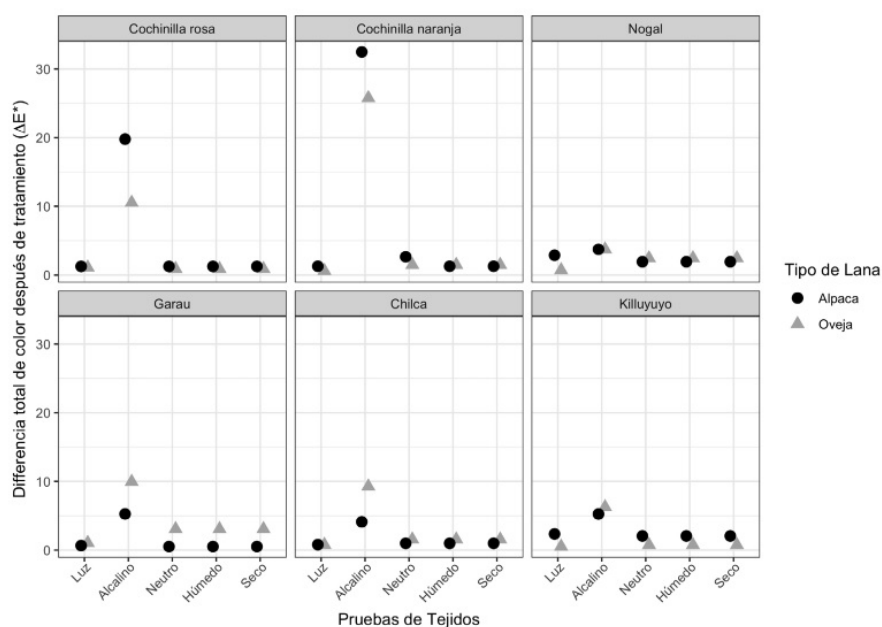 Cochinilla rosa
Cochinilla naranja
Nogal
30
20
10
0
Garau
Chilca
Killuyuyo
30
20
10
0
Luz
Alcalino
Neutro
Húmedo
Seco
Luz
Alcalino
Neutro
Húmedo
Seco
Luz
Alcalino
Neutro
Húmedo
Seco
Differencia total de color después de tratamiento (ΔE*)
Pruebas de Tejidos
Tipo de Lana
Alpaca
Oveja